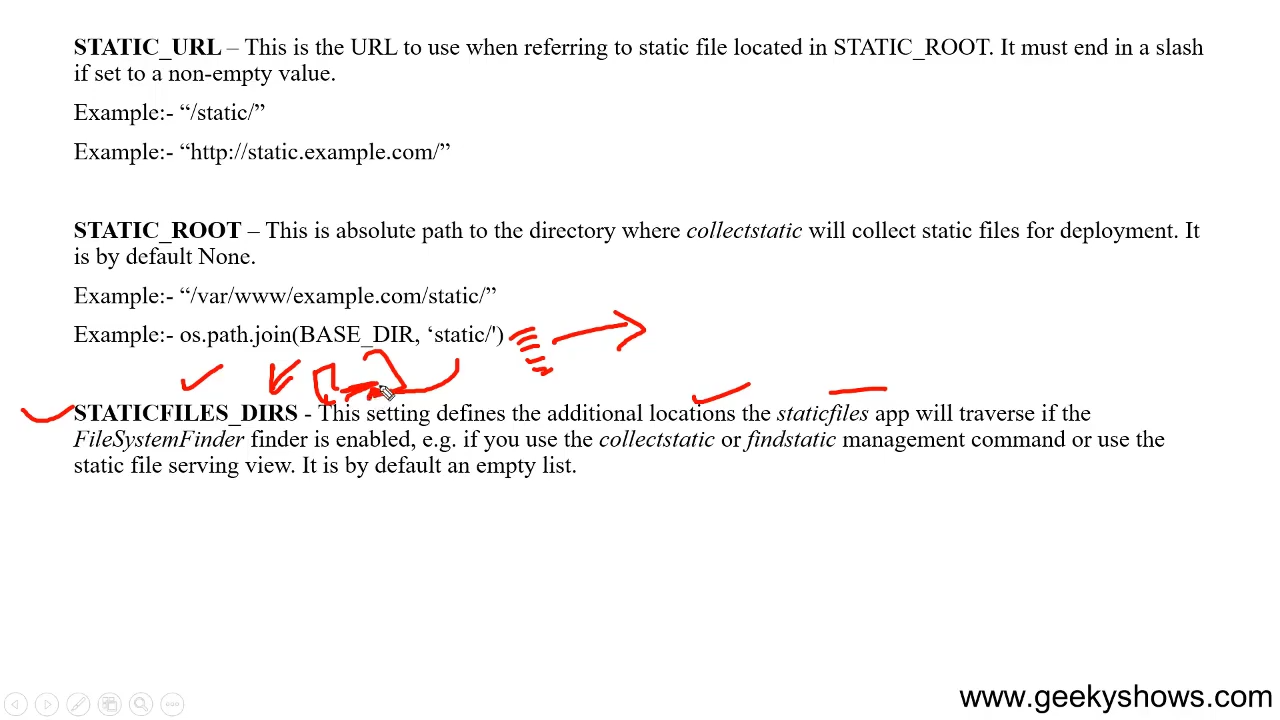 STATIC_URL – This is the URL to use when referring to static file located in STATIC_ROOT. It must end in a slash
if set to a non-empty value.
Example:- “/static/”
Example:- “http://static.example.com/”
STATIC_ROOT – This is absolute path to the directory where collectstatic will collect static files for deployment. It
is by default None.
Example:- “/var/www/example.com/static/”
Example:- os.path.join(BASE_DIR, ‘static/')
STATICFILES_DIRS - This setting defines the additional locations the staticfiles app will traverse if the
FileSystemFinder finder is enabled, e.g. if you use the collectstatic or findstatic management command or use the
static file serving view. It is by default an empty list.
www.geekyshows.com